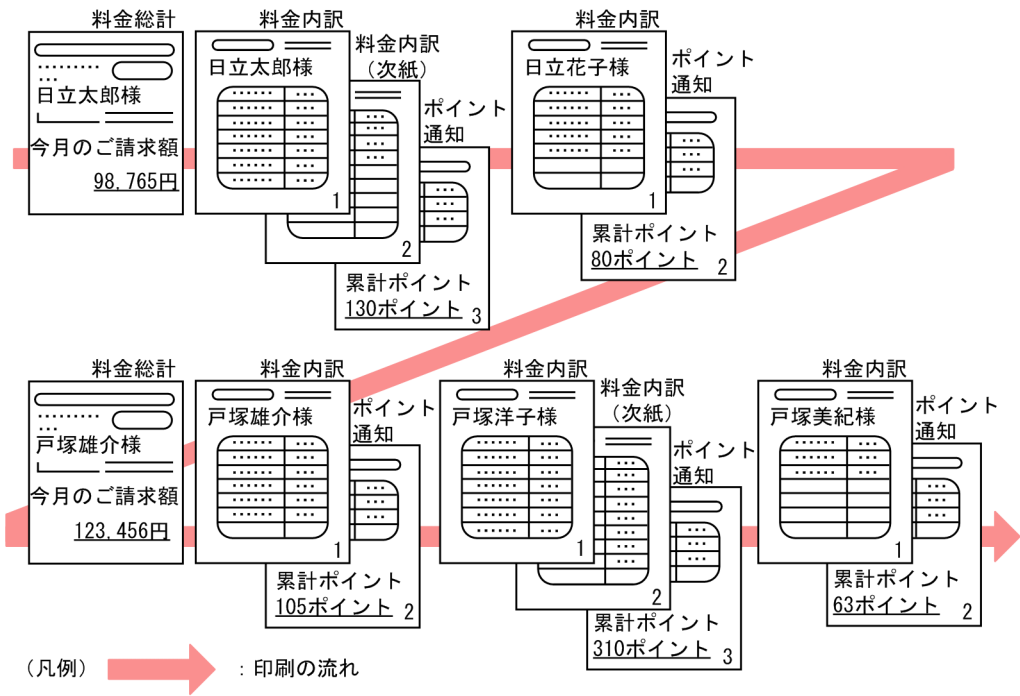 料金総計
日立太郎様
今月のご請求額
98,765円
料金内訳
日立太郎様
1
料金内訳
（次紙）
2
ポイント
通知
累計ポイント
130ポイント
3
料金内訳
日立花子様
1
ポイント
通知
累計ポイント
80ポイント
2
料金総計
戸塚雄介様
今月のご請求額
123,456円
料金内訳
戸塚雄介様
1
ポイント
通知
累計ポイント
105ポイント
2
料金内訳
戸塚洋子様
1
料金内訳
（次紙）
2
ポイント
通知
累計ポイント
310ポイント
3
料金内訳
戸塚美紀様
1
ポイント
通知
累計ポイント
63ポイント
2
（凡例）
：印刷の流れ